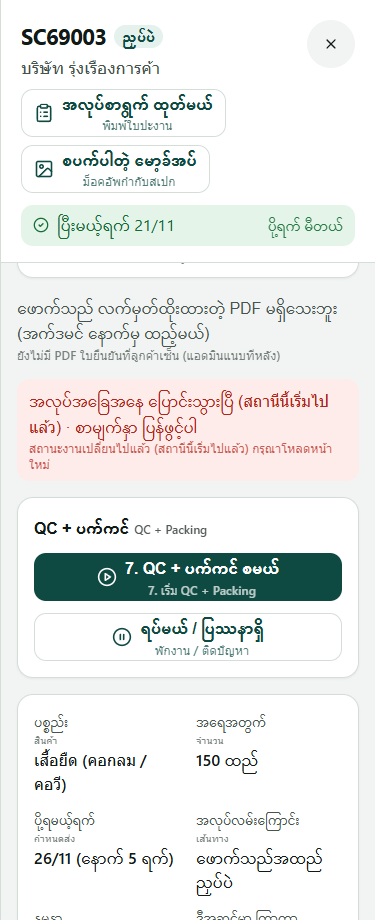 SC69003 ညှပ်ပဲ
บริษัท รุ่งเรืองการค้า
အလုပ်စာရွက် ထုတ်မယ်
พิมพ์ใบปะงาน
စပက်ပါတဲ့ မော့ခ်အပ်
ม็อคอัพกำกับสเปก
ပြီးမယ့်ရက် 21/11 ပို့ရက် မီတယ်
ဖောက်သည် လက်မှတ်ထိုးထားတဲ့ PDF မရှိသေးဘူး
(အက်ဒမင် နောက်မှ ထည့်မယ်)
ยังไม่มี PDF ใบยืนยันที่ลูกค้าเซ็น (แอดมินแนบทีหลัง)
အလုပ်အခြေအနေ ပြောင်းသွားပြီ (สถานีนี้เริ่มไป
แล้ว) · စာမျက်နှာ ပြန်ဖွင့်ပါ
สถานะงานเปลี่ยนไปแล้ว (สถานีนี้เริ่มไปแล้ว) กรุณาโหลดหน้า
ใหม่
QC + ပက်ကင် QC + Packing
7. QC + ပက်ကင် စမယ်
7. เริ่ม QC + Packing
ရပ်မယ် / ပြဿနာရှိ
พักงาน / ติดปัญหา
ပစ္စည်း အရေအတွက်
สินค้า จำนวน
เสื้อยืด (คอกลม / 150 ထည်
คอวี)
ပို့ရမယ့်ရက် အလုပ်လမ်းကြောင်း
กำหนดส่ง เส้นทาง
26/11 (နောက် 5 ရက်) ဖောက်သည်အထည်
ညှပ်ပဲ